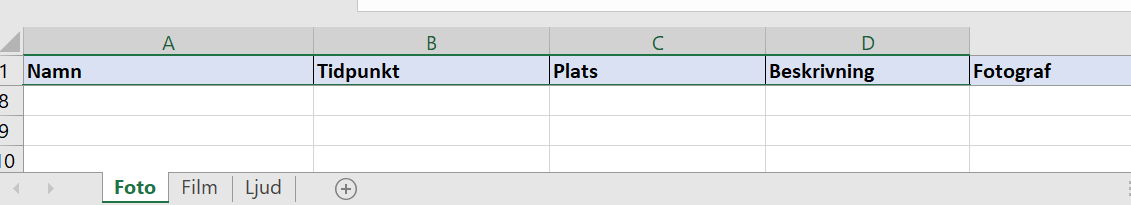 A B C D
1 Namn Tidpunkt Plats Beskrivning Fotograf
8
9
10
Foto Film Ljud